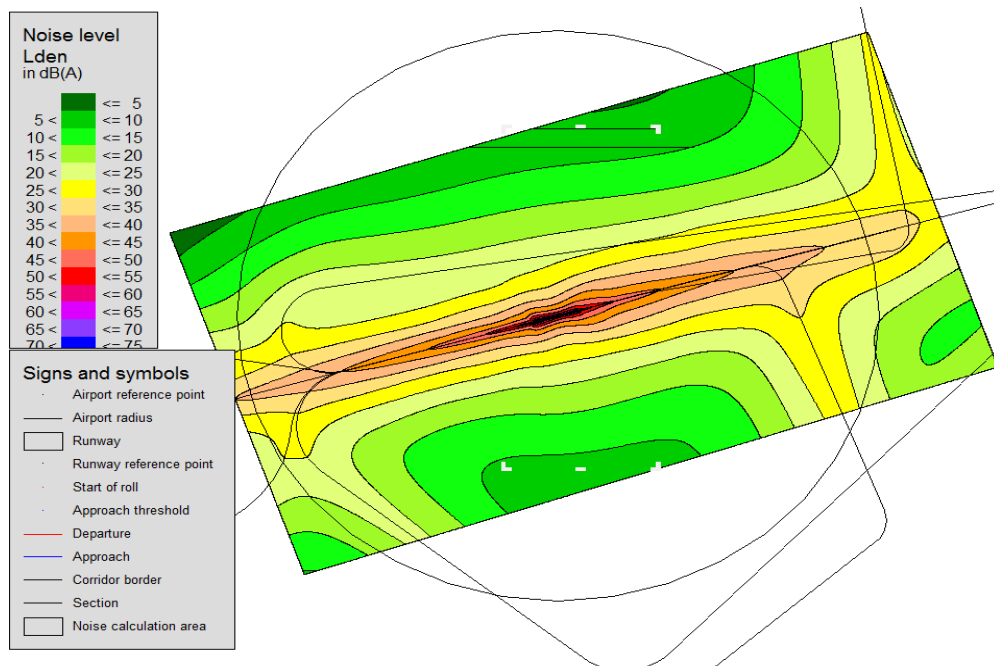 Noise level
Lden
in dB(A)
<= 5
5 < <= 10
10 < <= 15
15 < <= 20
20 < <= 25
25 < <= 30
30 < <= 35
35 < <= 40
40 < <= 45
45 < <= 50
50 < <= 55
55 < <= 60
60 < <= 65
65 < <= 70
70 < <= 75
Signs and symbols
Airport reference point
Airport radius
Runway
Runway reference point
Start of roll
Approach threshold
Departure
Approach
Corridor border
Section
Noise calculation area